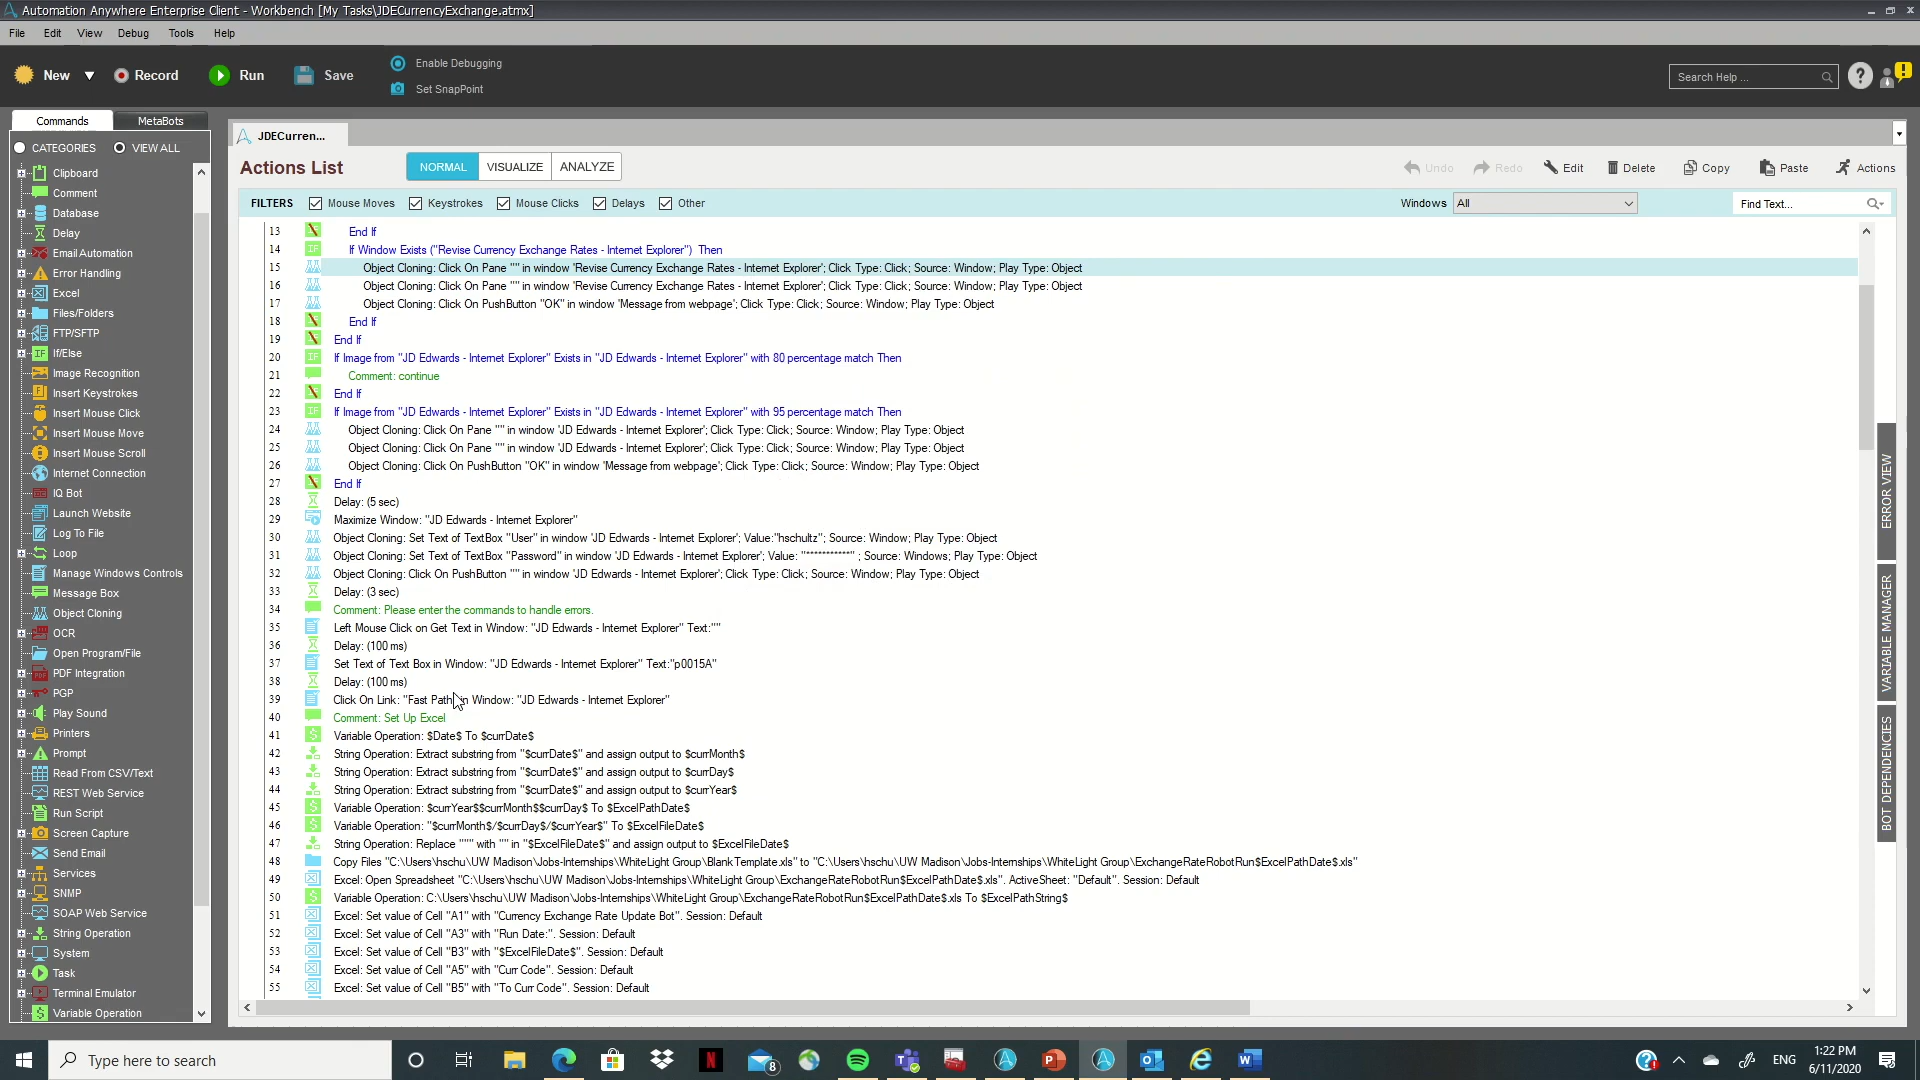 Automation Anywhere Enterprise Client - Workbench [My Tasks\JDECurrencyExchange.atmx]
File Edit View Debug Tools Help
New Record Run Save
Enable Debugging
Set SnapPoint
Search Help ...
Commands MetaBots
CATEGORIES VIEW ALL
Clipboard
Comment
Database
Delay
Email Automation
Error Handling
Excel
Files/Folders
FTP/SFTP
If/Else
Image Recognition
Insert Keystrokes
Insert Mouse Click
Insert Mouse Move
Insert Mouse Scroll
Internet Connection
IQ Bot
Launch Website
Log To File
Loop
Manage Windows Controls
Message Box
Object Cloning
OCR
Open Program/File
PDF Integration
PGP
Play Sound
Printers
Prompt
Read From CSV/Text
REST Web Service
Run Script
Screen Capture
Send Email
Services
SNMP
SOAP Web Service
String Operation
System
Task
Terminal Emulator
Variable Operation
JDECurren...
Actions List NORMAL VISUALIZE ANALYZE
Undo Redo Edit Delete Copy Paste Actions
FILTERS Mouse Moves Keystrokes Mouse Clicks Delays Other Windows All Find Text...
13 End If
14 If Window Exists ("Revise Currency Exchange Rates - Internet Explorer") Then
15 Object Cloning: Click On Pane "" in window 'Revise Currency Exchange Rates - Internet Explorer'; Click Type: Click; Source: Window; Play Type: Object
16 Object Cloning: Click On Pane "" in window 'Revise Currency Exchange Rates - Internet Explorer'; Click Type: Click; Source: Window; Play Type: Object
17 Object Cloning: Click On PushButton "OK" in window 'Message from webpage'; Click Type: Click; Source: Window; Play Type: Object
18 End If
19 End If
20 If Image from "JD Edwards - Internet Explorer" Exists in "JD Edwards - Internet Explorer" with 80 percentage match Then
21 Comment: continue
22 End If
23 If Image from "JD Edwards - Internet Explorer" Exists in "JD Edwards - Internet Explorer" with 95 percentage match Then
24 Object Cloning: Click On Pane "" in window 'JD Edwards - Internet Explorer'; Click Type: Click; Source: Window; Play Type: Object
25 Object Cloning: Click On Pane "" in window 'JD Edwards - Internet Explorer'; Click Type: Click; Source: Window; Play Type: Object
26 Object Cloning: Click On PushButton "OK" in window 'Message from webpage'; Click Type: Click; Source: Window; Play Type: Object
27 End If
28 Delay: (5 sec)
29 Maximize Window: "JD Edwards - Internet Explorer"
30 Object Cloning: Set Text of TextBox "User" in window 'JD Edwards - Internet Explorer'; Value:"hschultz"; Source: Window; Play Type: Object
31 Object Cloning: Set Text of TextBox "Password" in window 'JD Edwards - Internet Explorer'; Value: "***********" ; Source: Windows; Play Type: Object
32 Object Cloning: Click On PushButton "" in window 'JD Edwards - Internet Explorer'; Click Type: Click; Source: Window; Play Type: Object
33 Delay: (3 sec)
34 Comment: Please enter the commands to handle errors.
35 Left Mouse Click on Get Text in Window: "JD Edwards - Internet Explorer" Text:""
36 Delay: (100 ms)
37 Set Text of Text Box in Window: "JD Edwards - Internet Explorer" Text:"p0015A"
38 Delay: (100 ms)
39 Click On Link: "Fast Path in Window: "JD Edwards - Internet Explorer"
40 Comment: Set Up Excel
41 Variable Operation: $Date$ To $currDate$
42 String Operation: Extract substring from "$currDate$" and assign output to $currMonth$
43 String Operation: Extract substring from "$currDate$" and assign output to $currDay$
44 String Operation: Extract substring from "$currDate$" and assign output to $currYear$
45 Variable Operation: $currYear$$currMonth$$currDay$ To $ExcelPathDate$
46 Variable Operation: "$currMonth$/$currDay$/$currYear$" To $ExcelFileDate$
47 String Operation: Replace """" with "" in "$ExcelFileDate$" and assign output to $ExcelFileDate$
48 Copy Files "C:\Users\hschu\UW Madison\Jobs-Internships\WhiteLight Group\BlankTemplate.xls" to "C:\Users\hschu\UW Madison\Jobs-Internships\WhiteLight Group\ExchangeRateRobotRun$ExcelPathDate$.xls"
49 Excel: Open Spreadsheet "C:\Users\hschu\UW Madison\Jobs-Internships\WhiteLight Group\ExchangeRateRobotRun$ExcelPathDate$.xls". ActiveSheet: "Default". Session: Default
50 Variable Operation: C:\Users\hschu\UW Madison\Jobs-Internships\WhiteLight Group\ExchangeRateRobotRun$ExcelPathDate$.xls To $ExcelPathString$
51 Excel: Set value of Cell "A1" with "Currency Exchange Rate Update Bot". Session: Default
52 Excel: Set value of Cell "A3" with "Run Date:". Session: Default
53 Excel: Set value of Cell "B3" with "$ExcelFileDate$". Session: Default
54 Excel: Set value of Cell "A5" with "Curr Code". Session: Default
55 Excel: Set value of Cell "B5" with "To Curr Code". Session: Default
ERROR VIEW
VARIABLE MANAGER
BOT DEPENDENCIES
Type here to search
8
ENG
1:22 PM
6/11/2020